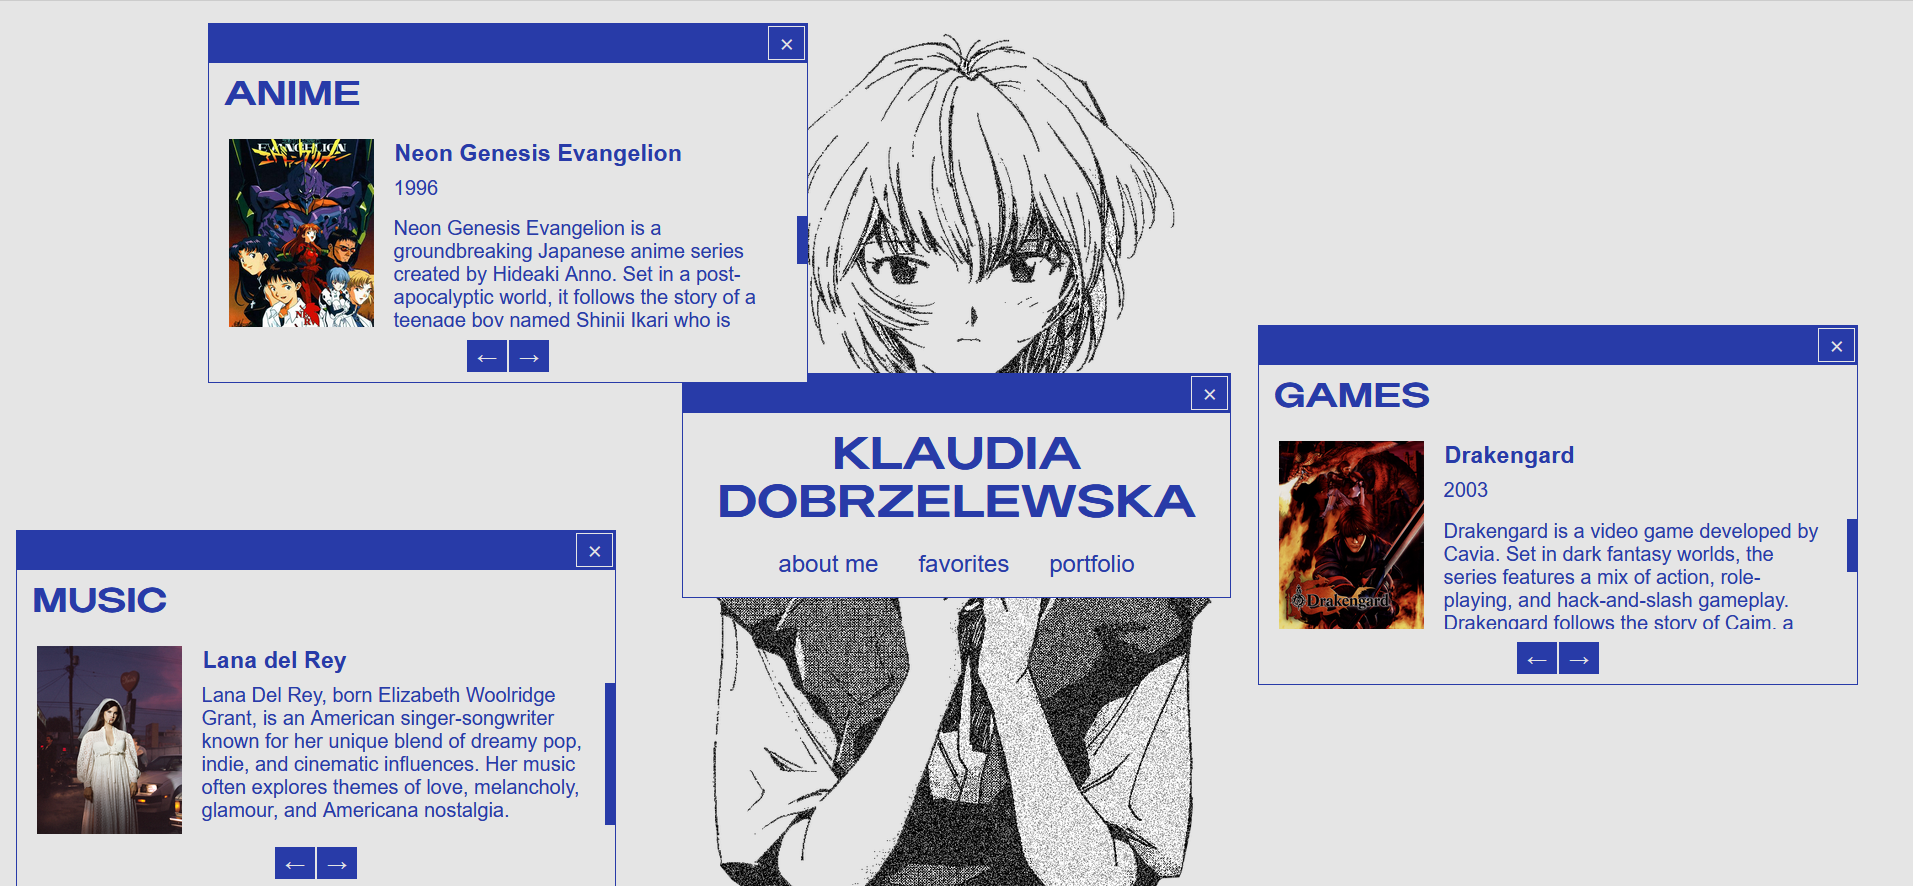 ×
ANIME
EVANGELION
Neon Genesis Evangelion
1996
Neon Genesis Evangelion is a
groundbreaking Japanese anime series
created by Hideaki Anno. Set in a post-
apocalyptic world, it follows the story of a
teenage boy named Shinji Ikari who is
← →
×
KLAUDIA
DOBRZELEWSKA
about me favorites portfolio
×
GAMES
Drakengard
Drakengard
2003
Drakengard is a video game developed by
Cavia. Set in dark fantasy worlds, the
series features a mix of action, role-
playing, and hack-and-slash gameplay.
Drakengard follows the story of Caim, a
← →
×
MUSIC
Lana del Rey
Lana Del Rey, born Elizabeth Woolridge
Grant, is an American singer-songwriter
known for her unique blend of dreamy pop,
indie, and cinematic influences. Her music
often explores themes of love, melancholy,
glamour, and Americana nostalgia.
← →